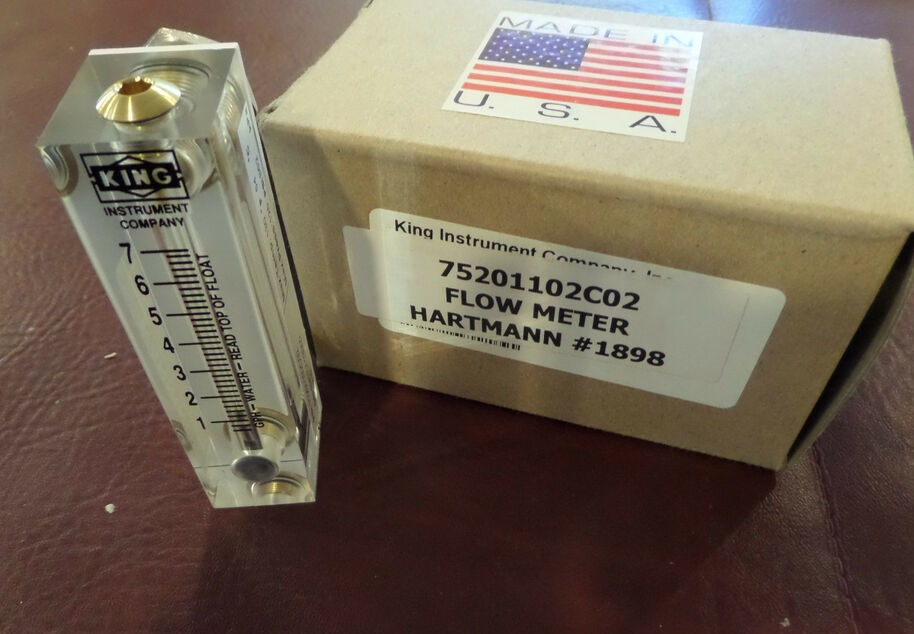 KING
INSTRUMENT
COMPANY
7
6
5
4
3
2
1
GPH-WATER-READ TOP OF FLOAT
MADE IN
U. S. A.
King Instrument Company, Inc.
75201102C02
FLOW METER
HARTMANN #1898